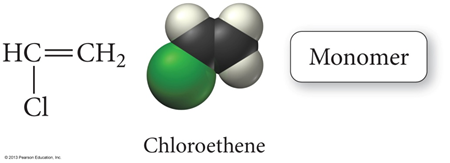 HC=CH₂
Cl
Monomer
Chloroethene
© 2013 Pearson Education, Inc.